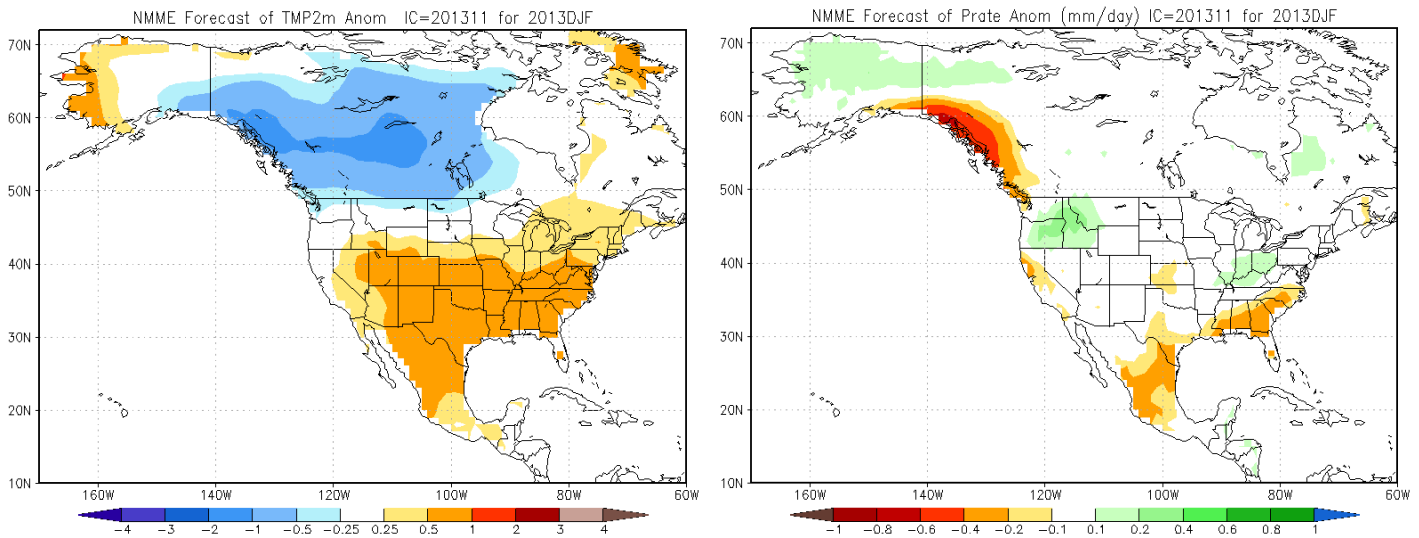 NMME Forecast of TMP2m Anom IC=201311 for 2013DJF
70N
60N
50N
40N
30N
20N
10N
160W 140W 120W 100W 80W 60W
-4 -3 -2 -1 -0.5 -0.25 0.25 0.5 1 2 3 4
NMME Forecast of Prate Anom (mm/day) IC=201311 for 2013DJF
70N
60N
50N
40N
30N
20N
10N
160W 140W 120W 100W 80W 60W
-1 -0.8 -0.6 -0.4 -0.2 -0.1 0.1 0.2 0.4 0.6 0.8 1